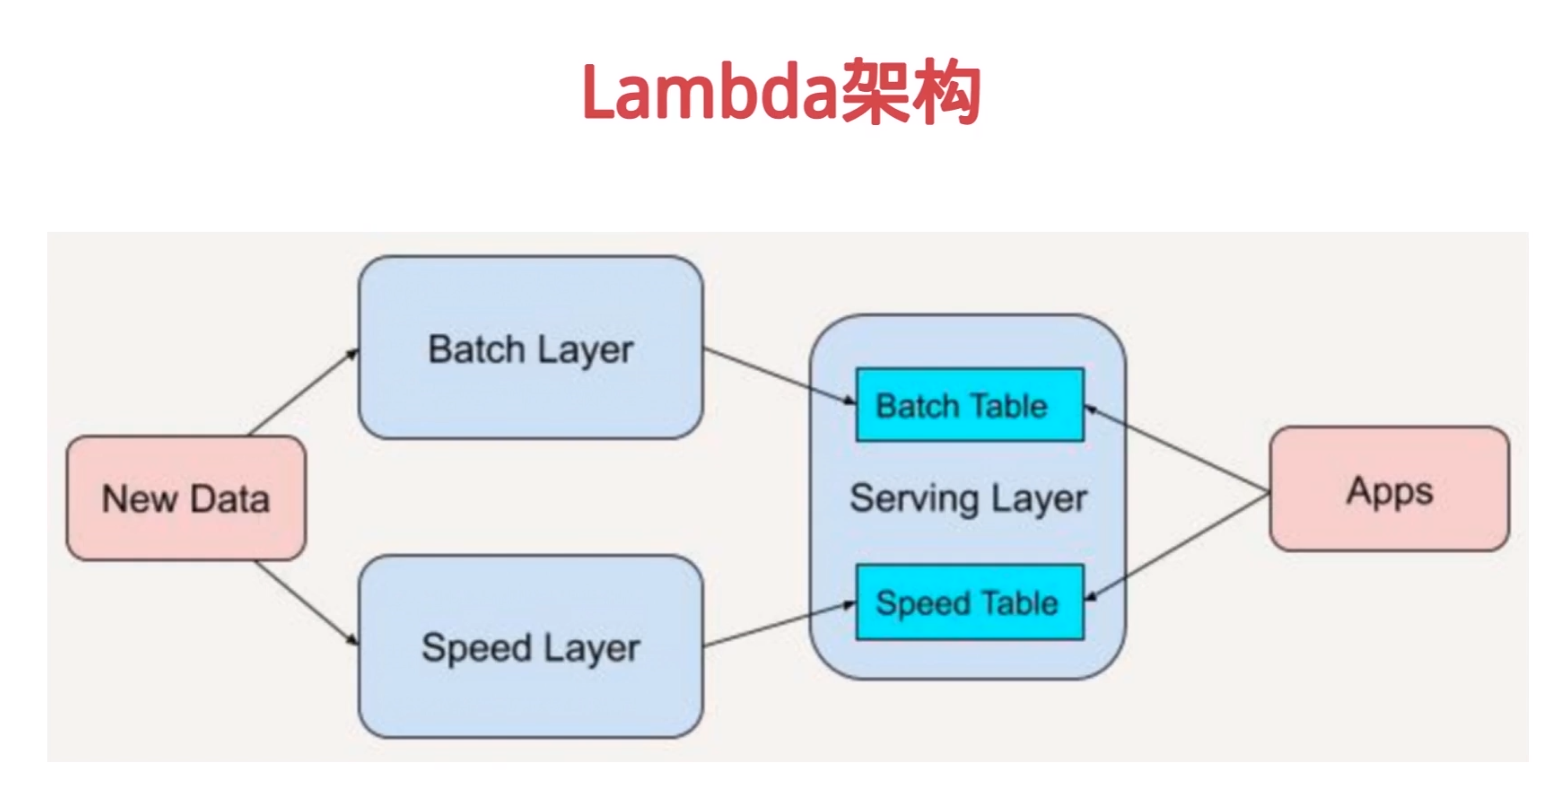 Lambda架构
Batch Layer
New Data
Speed Layer
Batch Table
Serving Layer
Speed Table
Apps